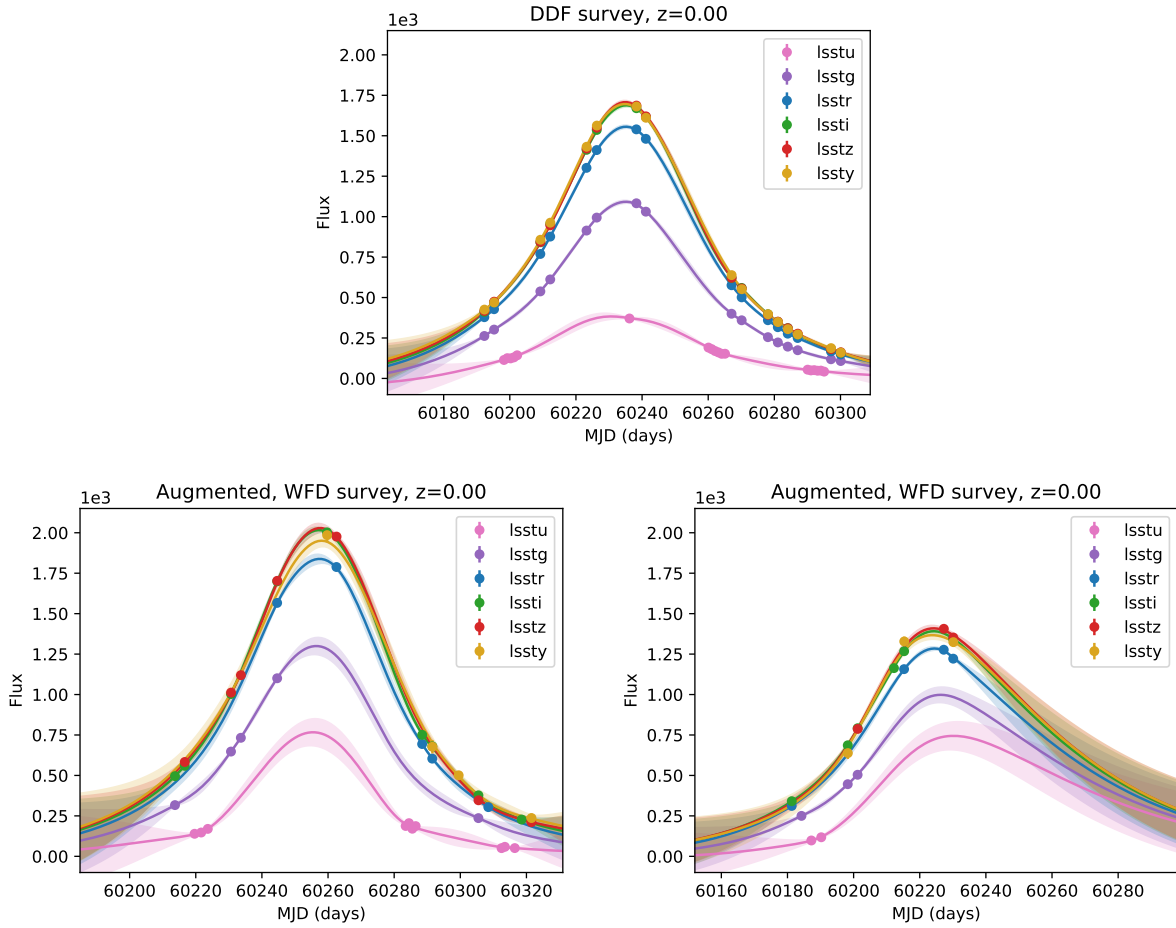 DDF survey, z=0.00
1e3
2.00
1.75
1.50
1.25
1.00
0.75
0.50
0.25
0.00
Flux
lsstu
lsstg
lsstr
lssti
lsstz
lssty
60180 60200 60220 60240 60260 60280 60300
MJD (days)
Augmented, WFD survey, z=0.00
1e3
2.00
1.75
1.50
1.25
1.00
0.75
0.50
0.25
0.00
Flux
lsstu
lsstg
lsstr
lssti
lsstz
lssty
60200 60220 60240 60260 60280 60300 60320
MJD (days)
Augmented, WFD survey, z=0.00
1e3
2.00
1.75
1.50
1.25
1.00
0.75
0.50
0.25
0.00
Flux
lsstu
lsstg
lsstr
lssti
lsstz
lssty
60160 60180 60200 60220 60240 60260 60280
MJD (days)